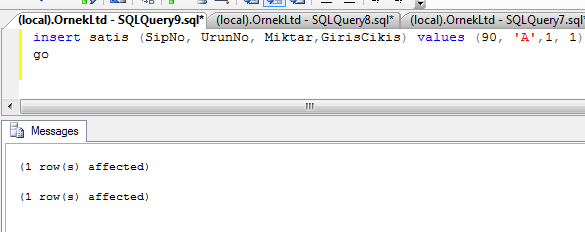 (local).OrnekLtd - SQLQuery9.sql* (local).OrnekLtd - SQLQuery8.sql* (local).OrnekLtd - SQLQuery7.sql*
insert satis (SipNo, UrunNo, Miktar,GirisCikis) values (90, 'A',1, 1)
go
Messages
(1 row(s) affected)
(1 row(s) affected)